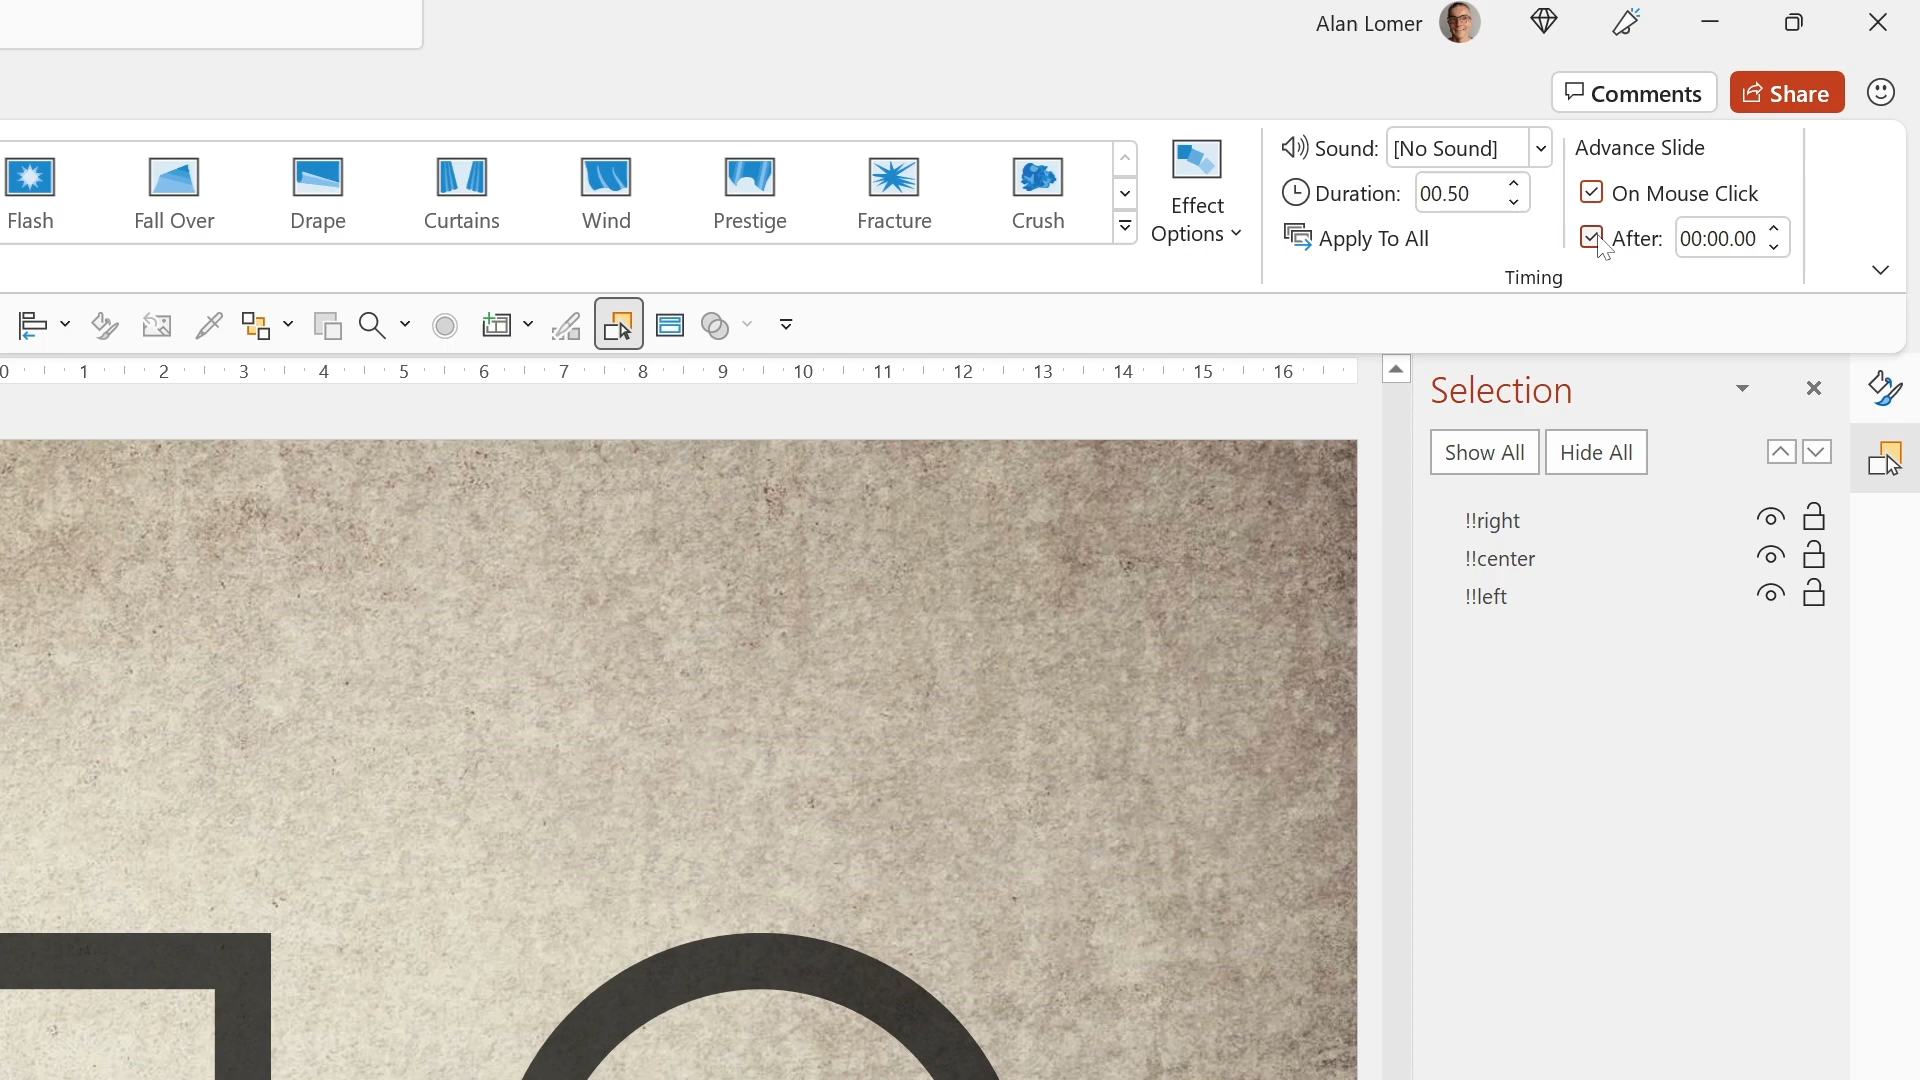 Alan Lomer
Comments
Share
Flash
Fall Over
Drape
Curtains
Wind
Prestige
Fracture
Crush
Effect
Options
Sound: [No Sound]
Duration: 00.50
Apply To All
Advance Slide
On Mouse Click
After: 00:00.00
Timing
0 1 2 3 4 5 6 7 8 9 10 11 12 13 14 15 16
Selection
Show All
Hide All
!!right
!!center
!!left